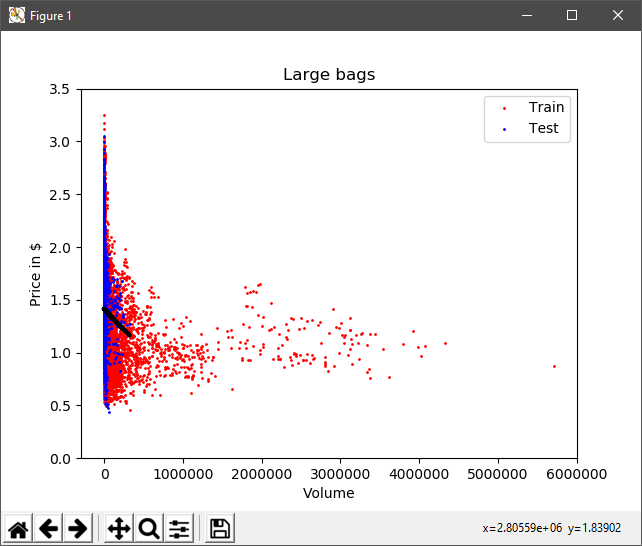 Figure 1
Large bags
Train
Test
3.5
3.0
2.5
2.0
1.5
1.0
0.5
0.0
Price in $
0 1000000 2000000 3000000 4000000 5000000 6000000
Volume
x=2.80559e+06 y=1.83902